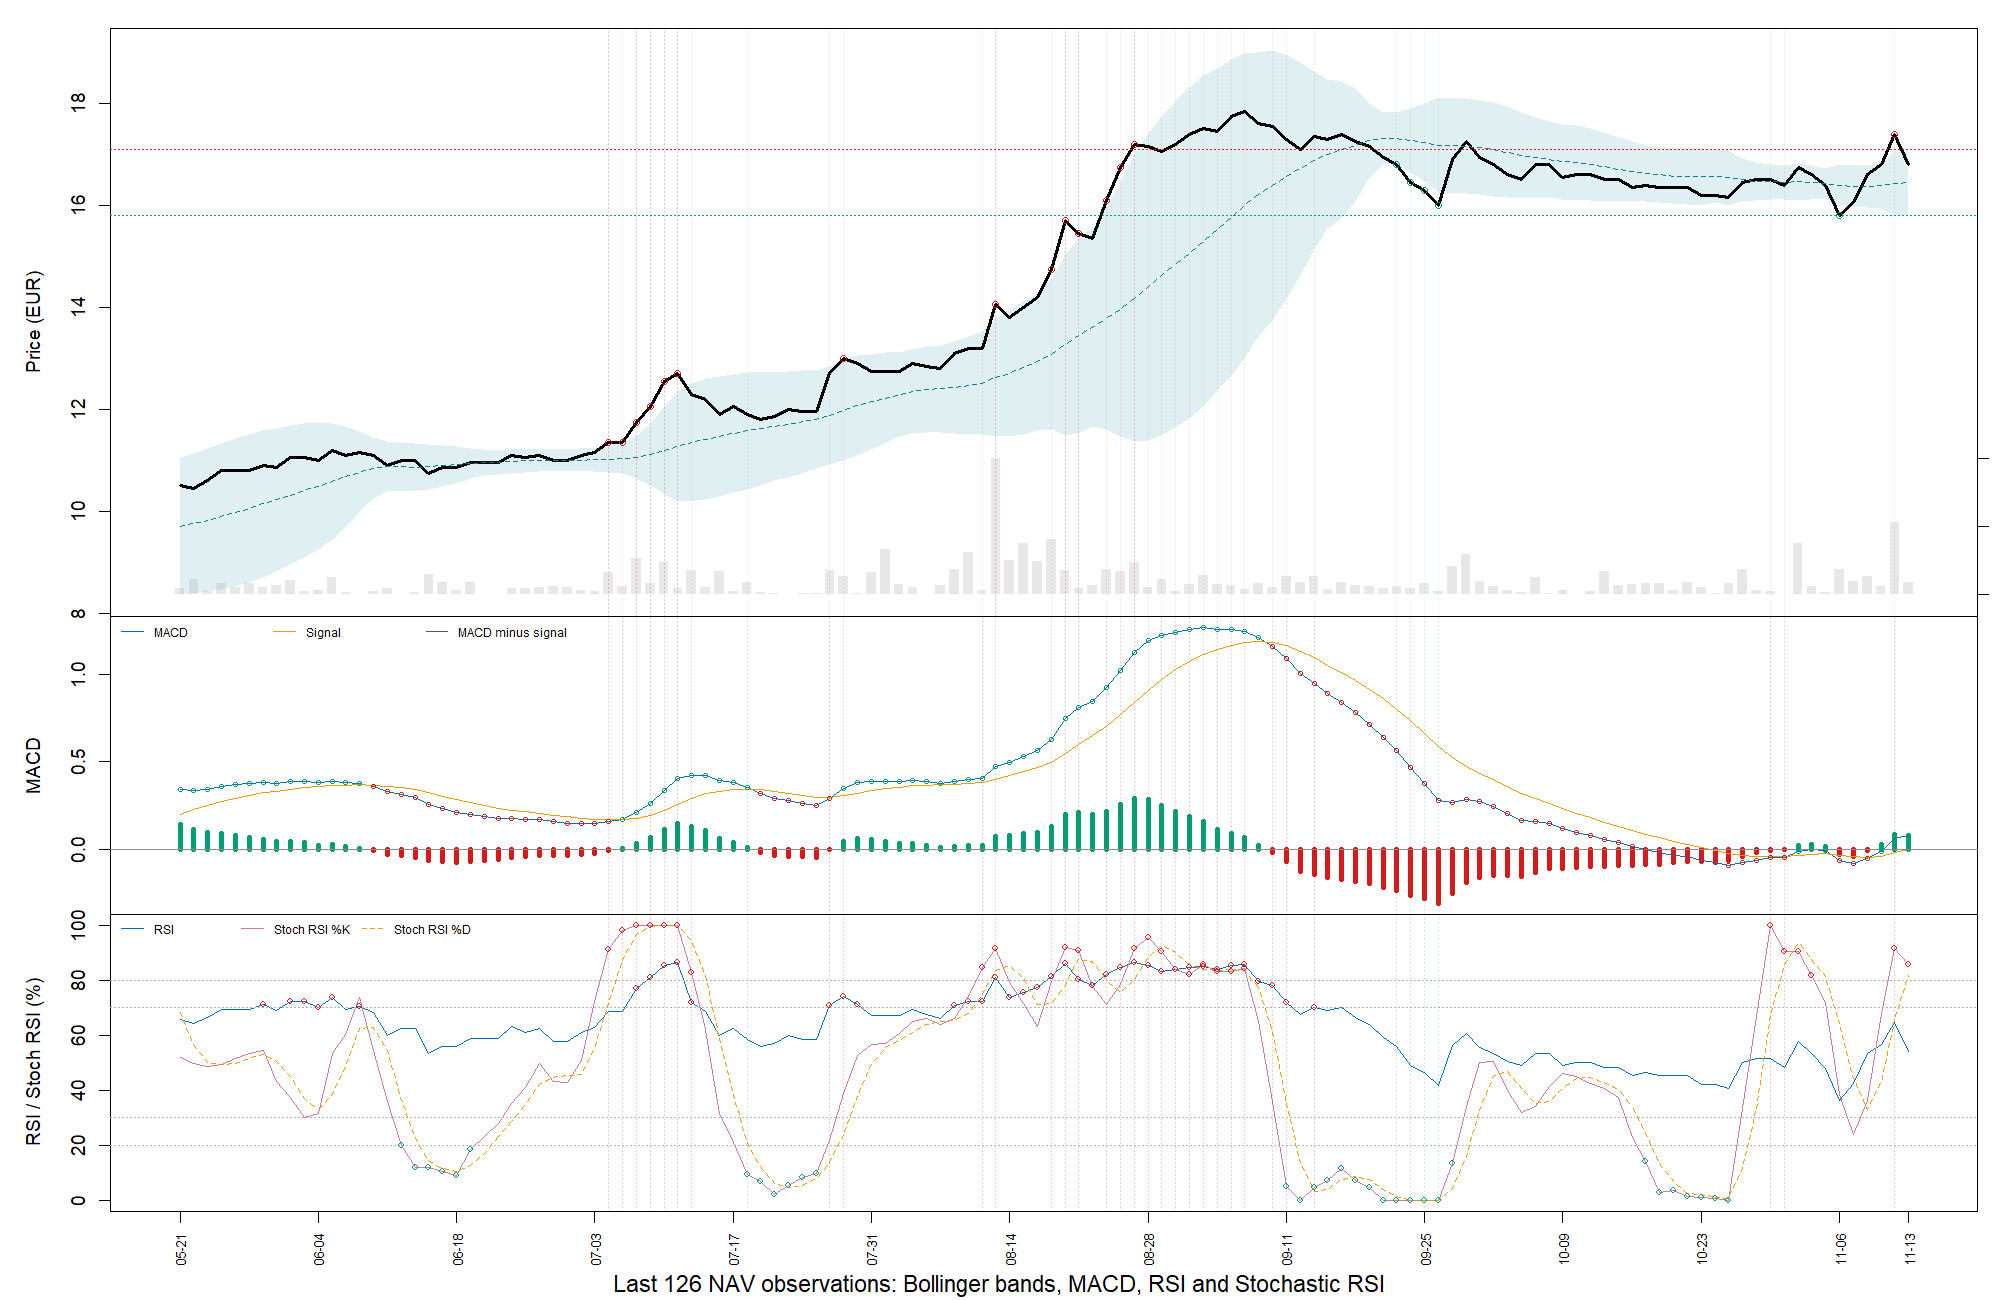 Price (EUR)
18
16
14
12
10
8
MACD
Signal
MACD minus signal
MACD
1.0
0.5
0.0
RSI
Stoch RSI %K
Stoch RSI %D
RSI / Stoch RSI (%)
100
80
60
40
20
0
05-21
06-04
06-18
07-03
07-17
07-31
08-14
08-28
09-11
09-25
10-09
10-23
11-06
11-13
Last 126 NAV observations: Bollinger bands, MACD, RSI and Stochastic RSI